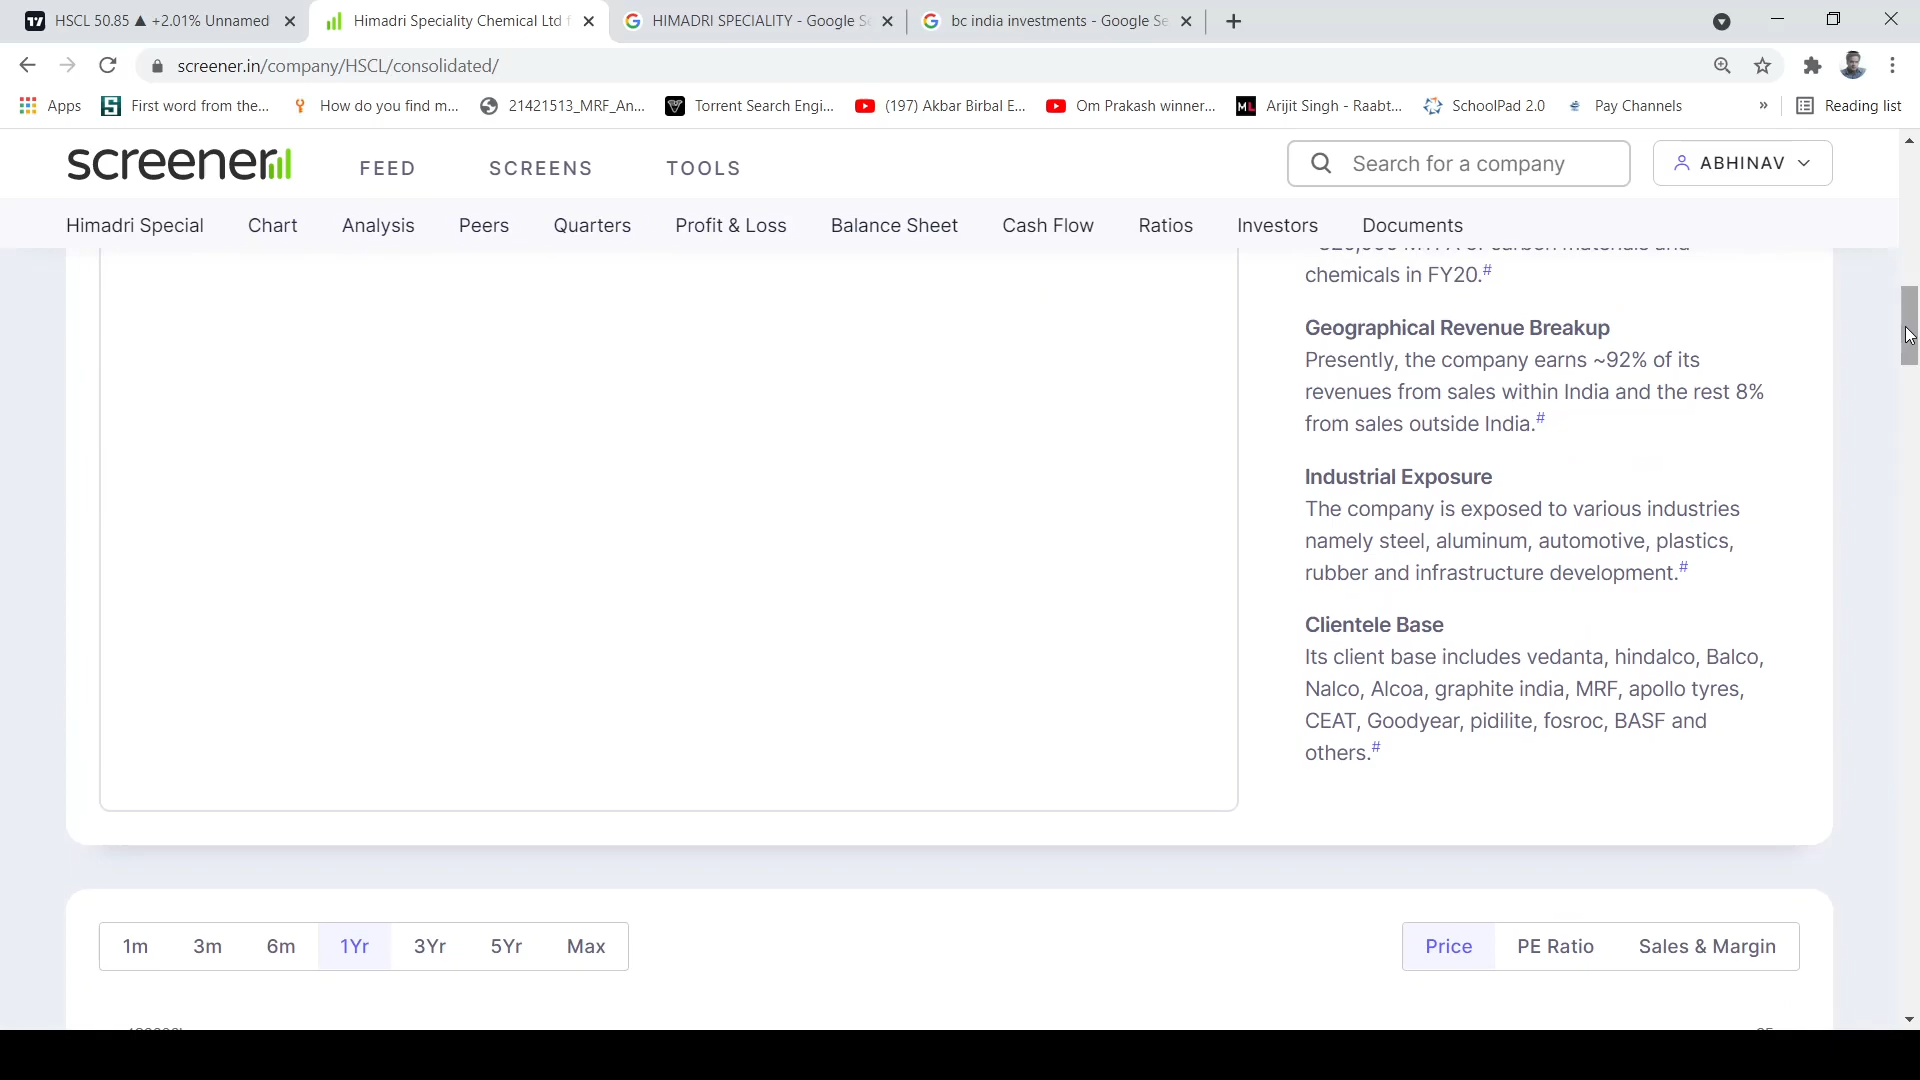 HSCL 50.85 ▲ +2.01% Unnamed
Himadri Speciality Chemical Ltd f
HIMADRI SPECIALITY - Google Se
bc india investments - Google Se
screener.in/company/HSCL/consolidated/
Apps
First word from the...
How do you find m...
21421513_MRF_An...
Torrent Search Engi...
(197) Akbar Birbal E...
Om Prakash winner...
Arijit Singh - Raabt...
SchoolPad 2.0
Pay Channels
»
Reading list
screener
FEED
SCREENS
TOOLS
Search for a company
ABHINAV
Himadri Special
Chart
Analysis
Peers
Quarters
Profit & Loss
Balance Sheet
Cash Flow
Ratios
Investors
Documents
chemicals in FY20.#
Geographical Revenue Breakup
Presently, the company earns ~92% of its
revenues from sales within India and the rest 8%
from sales outside India.#
Industrial Exposure
The company is exposed to various industries
namely steel, aluminum, automotive, plastics,
rubber and infrastructure development.#
Clientele Base
Its client base includes vedanta, hindalco, Balco,
Nalco, Alcoa, graphite india, MRF, apollo tyres,
CEAT, Goodyear, pidilite, fosroc, BASF and
others.#
1m
3m
6m
1Yr
3Yr
5Yr
Max
Price
PE Ratio
Sales & Margin